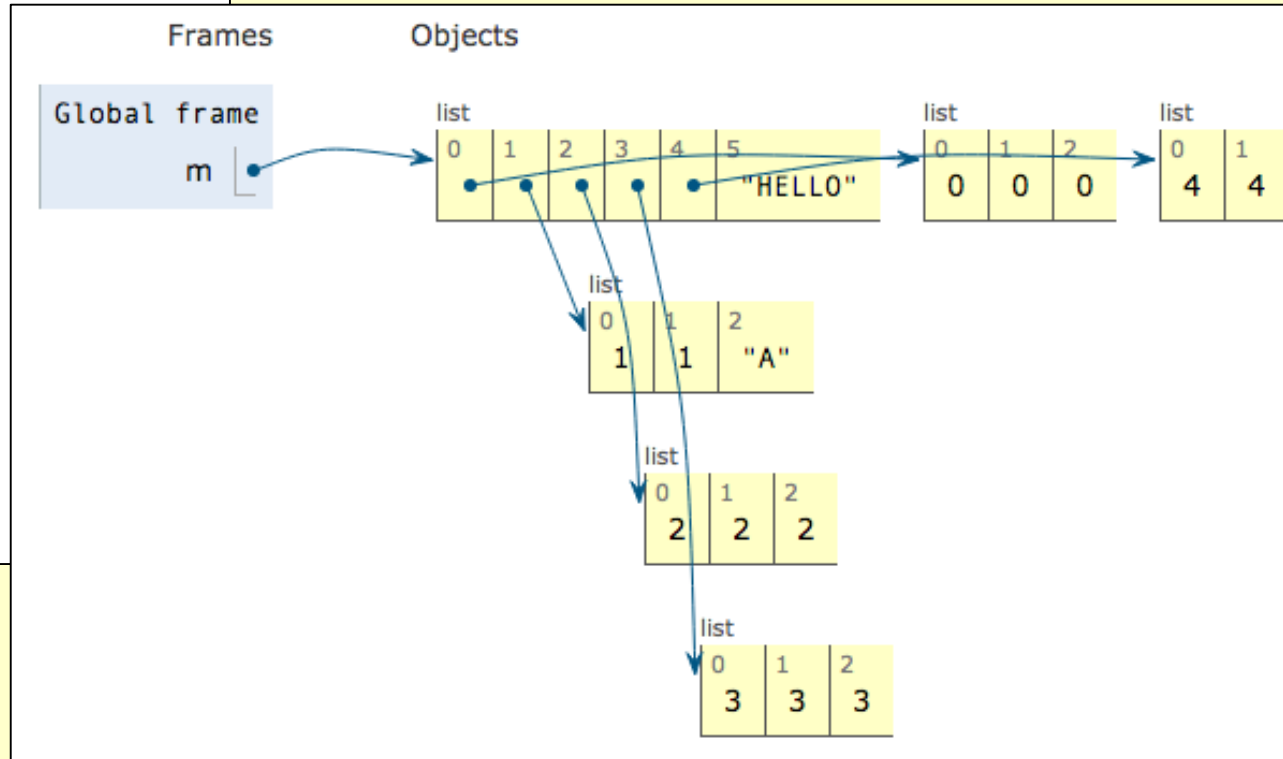 Frames Objects
Global frame
m
list list list
0 1 2 3 4 5 0 1 2 0 1
"HELLO" 0 0 0 4 4
list
0 1 2
1 1 "A"
list
0 1 2
2 2 2
list
0 1 2
3 3 3